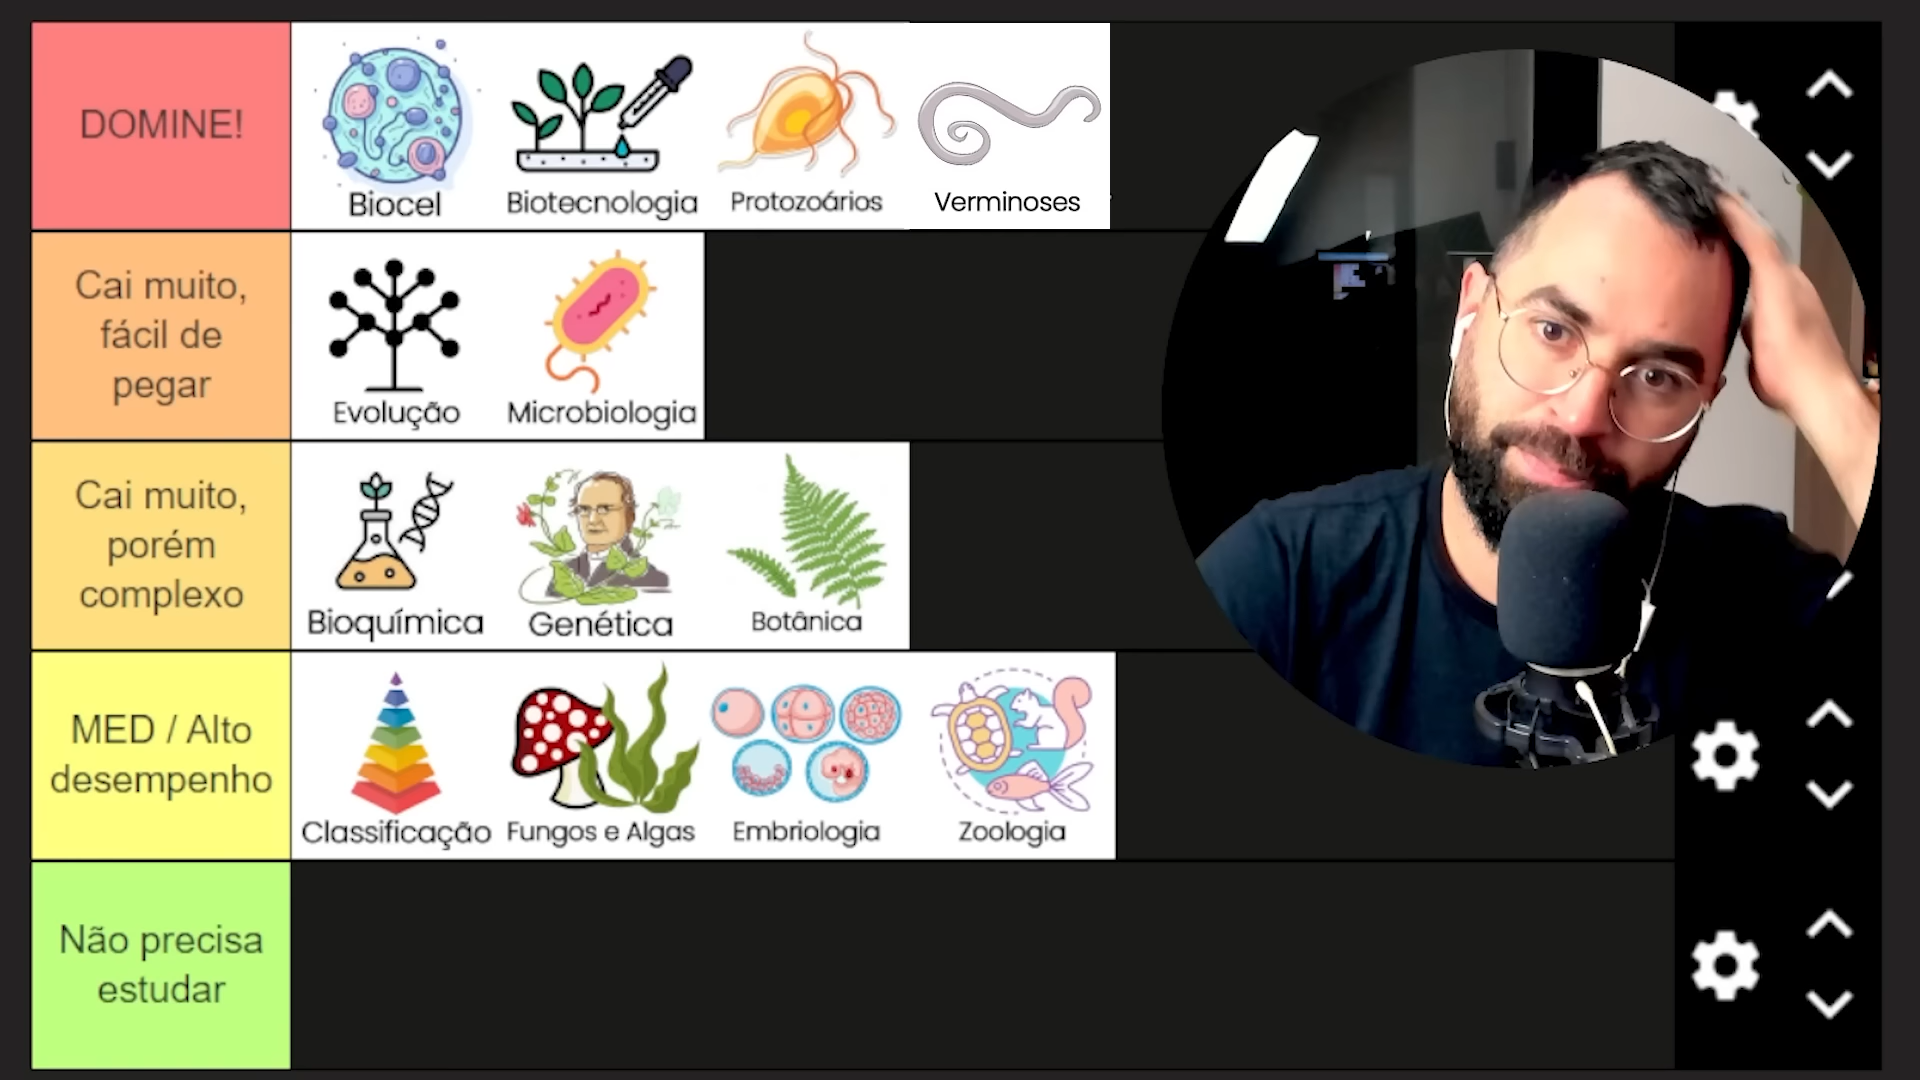 DOMINE!
Biocel
Biotecnologia
Protozoários
Verminoses
Cai muito,
fácil de
pegar
Evolução
Microbiologia
Cai muito,
porém
complexo
Bioquímica
Genética
Botânica
MED / Alto
desempenho
Classificação
Fungos e Algas
Embriologia
Zoologia
Não precisa
estudar